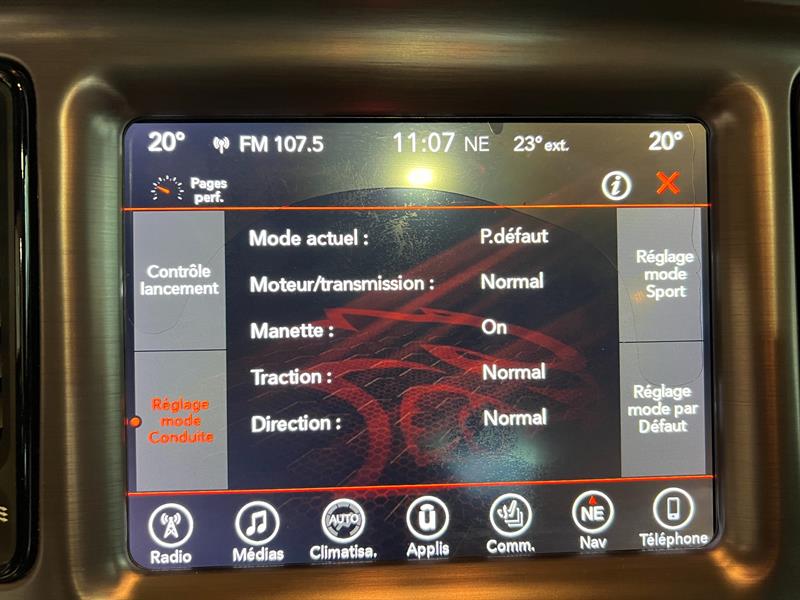 20° FM 107.5 11:07 NE 23° ext. 20°
Pages
perf.
i
Contrôle
lancement
Réglage
mode
Conduite
Mode actuel : P.défaut
Moteur/transmission : Normal
Manette : On
Traction : Normal
Direction : Normal
Réglage
mode
Sport
Réglage
mode par
Défaut
AUTO
NE
Radio Médias Climatisa. Applis Comm. Nav Téléphone